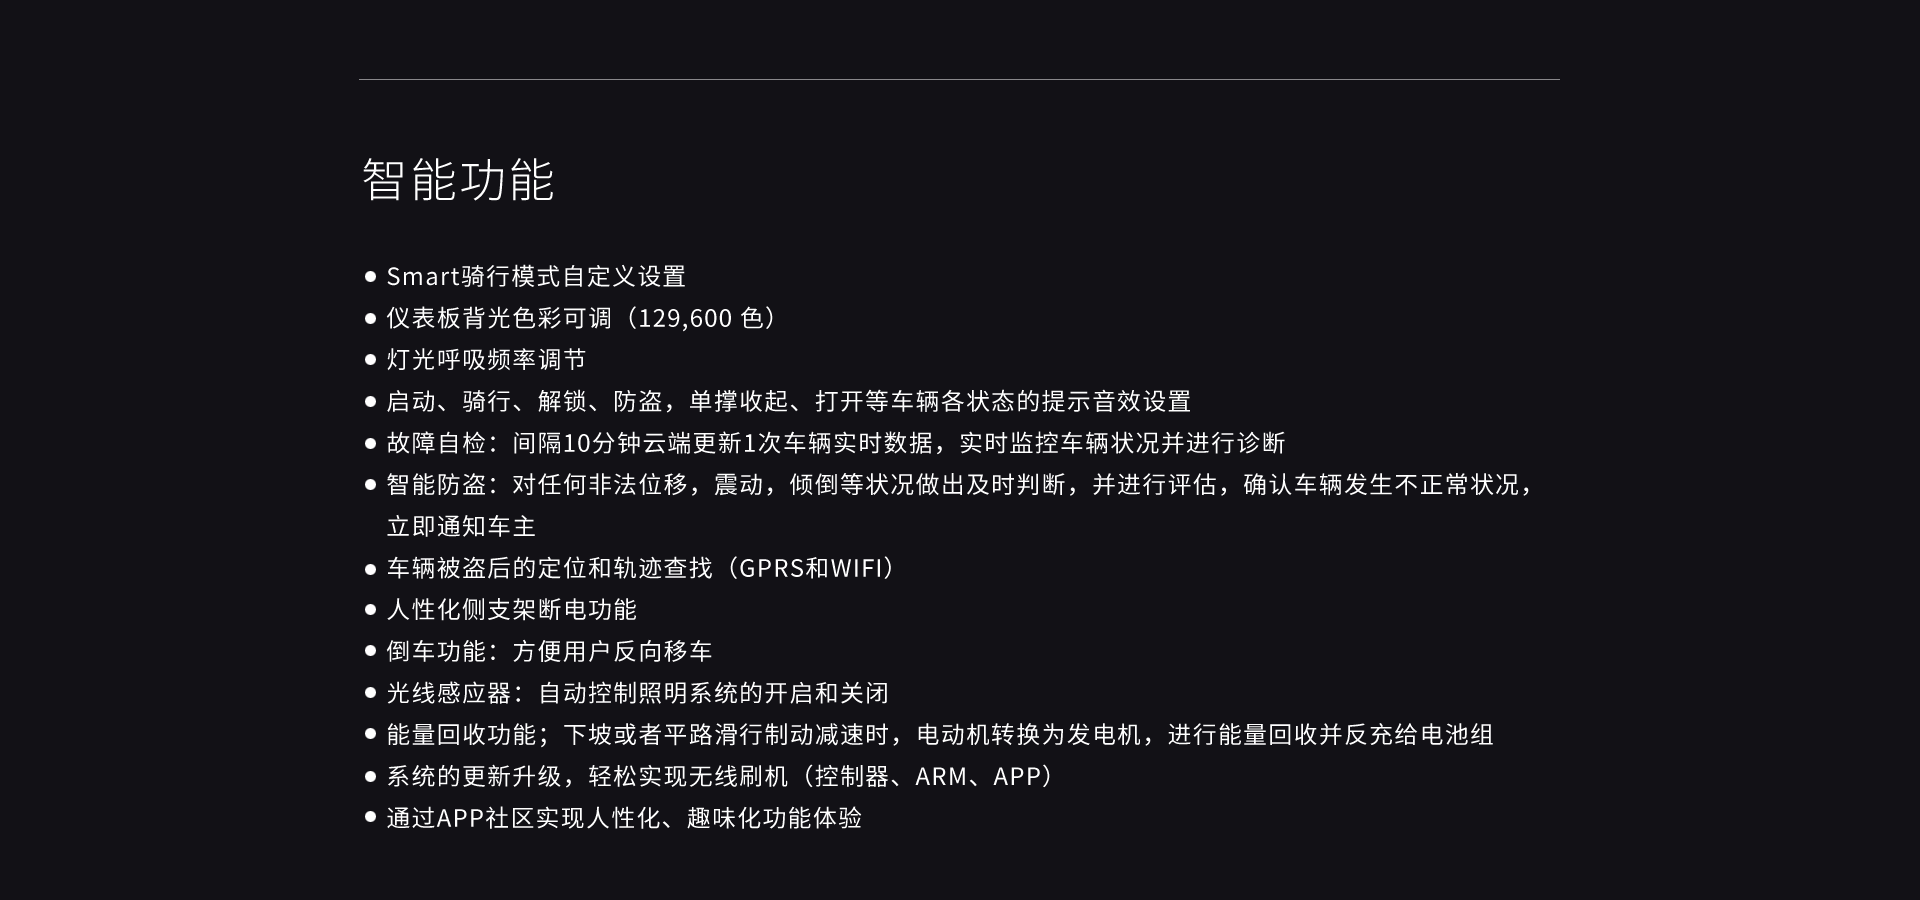 智能功能
● Smart骑行模式自定义设置
● 仪表板背光色彩可调（129,600 色）
● 灯光呼吸频率调节
● 启动、骑行、解锁、防盗，单撑收起、打开等车辆各状态的提示音效设置
● 故障自检：间隔10分钟云端更新1次车辆实时数据，实时监控车辆状况并进行诊断
● 智能防盗：对任何非法位移，震动，倾倒等状况做出及时判断，并进行评估，确认车辆发生不正常状况，
立即通知车主
● 车辆被盗后的定位和轨迹查找（GPRS和WIFI）
● 人性化侧支架断电功能
● 倒车功能：方便用户反向移车
● 光线感应器：自动控制照明系统的开启和关闭
● 能量回收功能；下坡或者平路滑行制动减速时，电动机转换为发电机，进行能量回收并反充给电池组
● 系统的更新升级，轻松实现无线刷机（控制器、ARM、APP）
● 通过APP社区实现人性化、趣味化功能体验